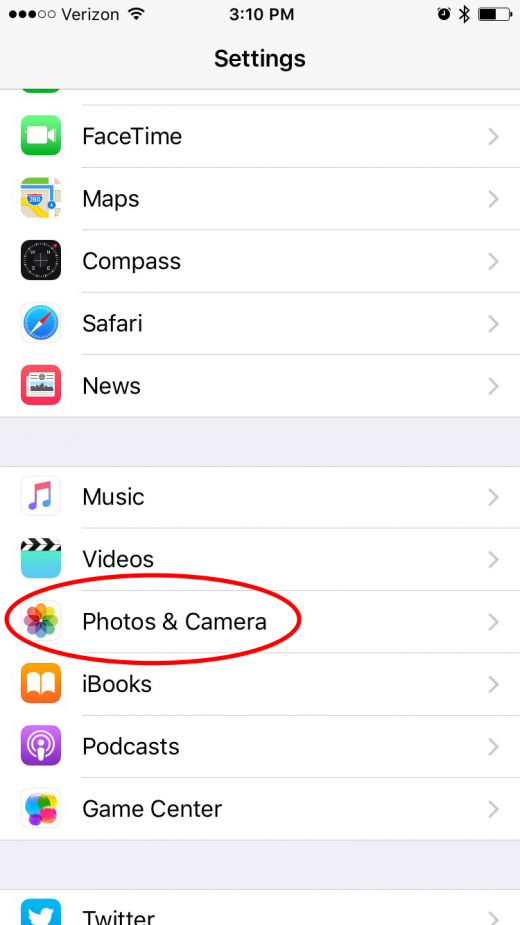 Verizon 3:10 PM
Settings
FaceTime
280
Maps
Compass
Safari
News
Music
Videos
Photos & Camera
iBooks
Podcasts
Game Center
Twitter